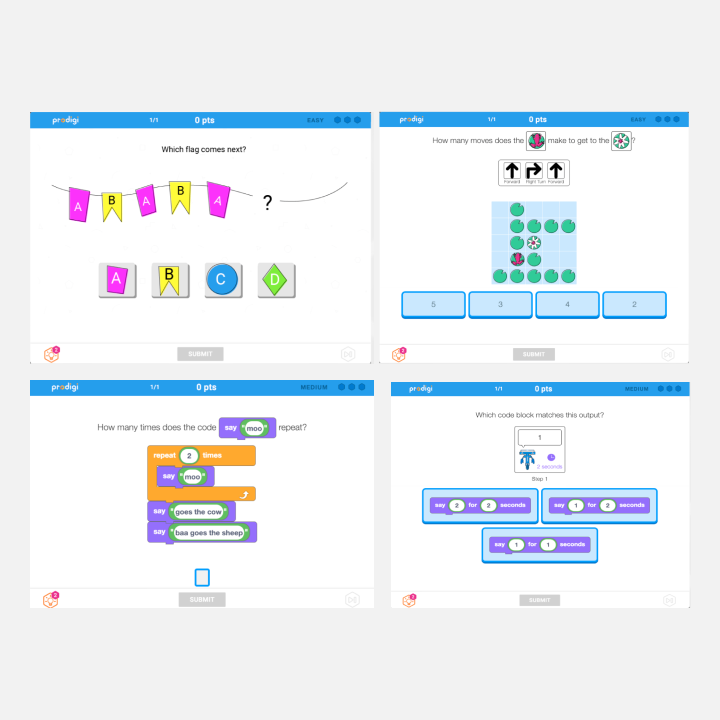 prodigi 1/1 0 pts EASY
Which flag comes next?
A B A B A ?
A B C D
2 SUBMIT
prodigi 1/1 0 pts EASY
How many moves does the make to get to the ?
Forward Right Turn Forward
5 3 4 2
2 SUBMIT
prodigi 1/1 0 pts MEDIUM
How many times does the code say "moo" repeat?
repeat 2 times
say "moo"
say "goes the cow"
say "baa goes the sheep"
2 SUBMIT
prodigi 1/1 0 pts MEDIUM
Which code block matches this output?
1
2 seconds
Step 1
say 2 for 2 seconds say 1 for 2 seconds
say 1 for 1 seconds
2 SUBMIT